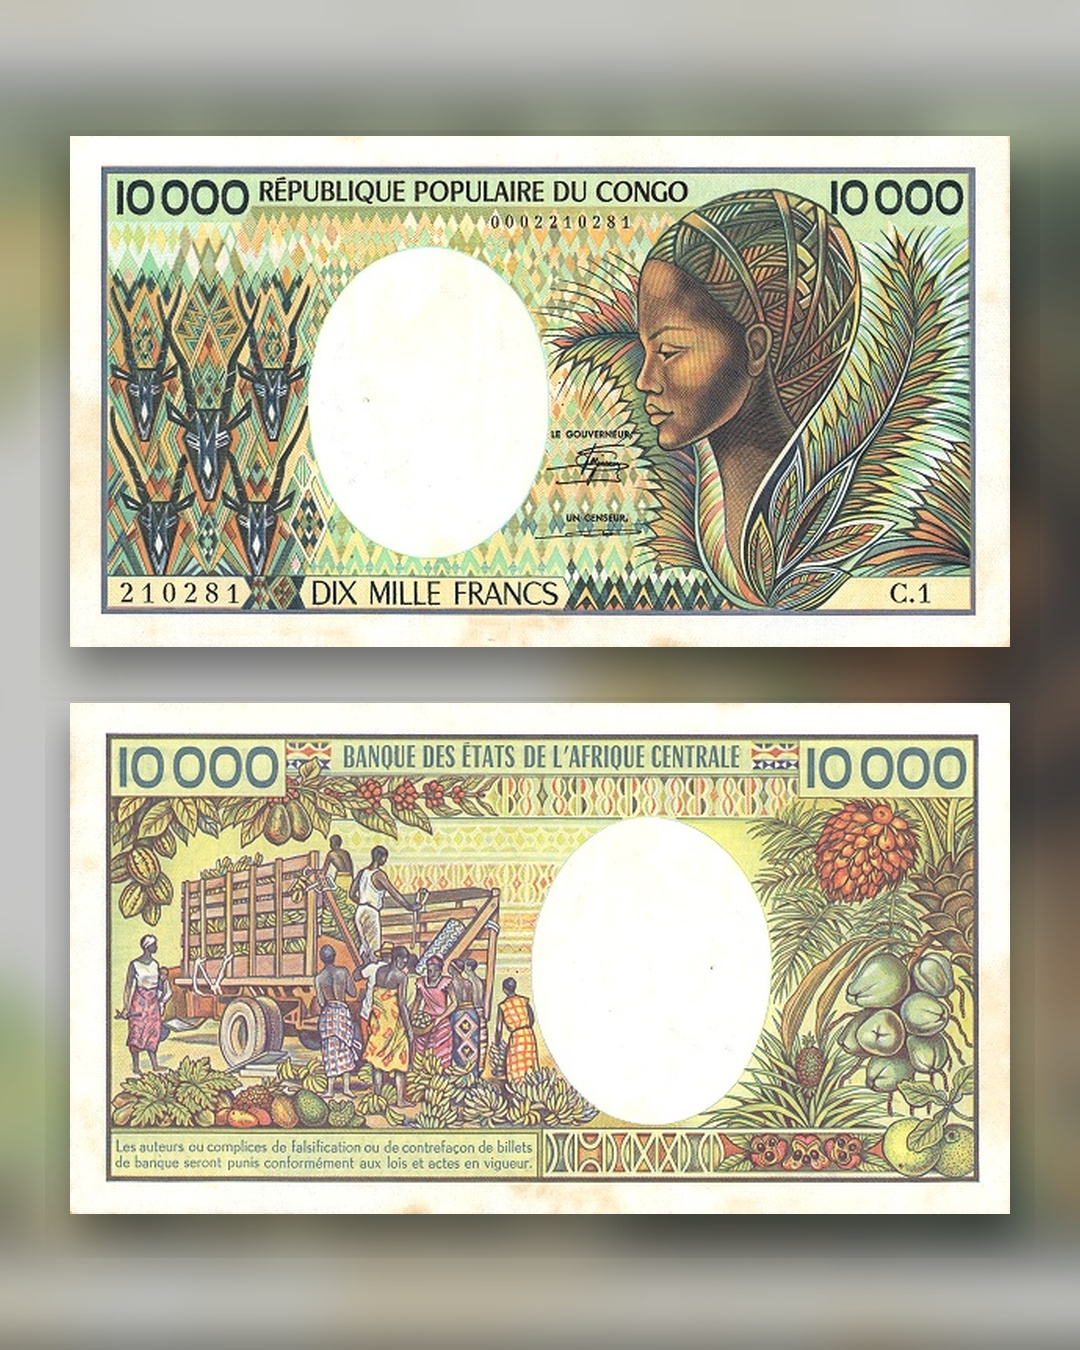 10 000 RÉPUBLIQUE POPULAIRE DU CONGO 10 000
0002210281
LE GOUVERNEUR,
UN CENSEUR,
210281 DIX MILLE FRANCS C.1
10 000 BANQUE DES ÉTATS DE L'AFRIQUE CENTRALE 10 000
Les auteurs ou complices de falsification ou de contrefaçon de billets
de banque seront punis conformément aux lois et actes en vigueur.